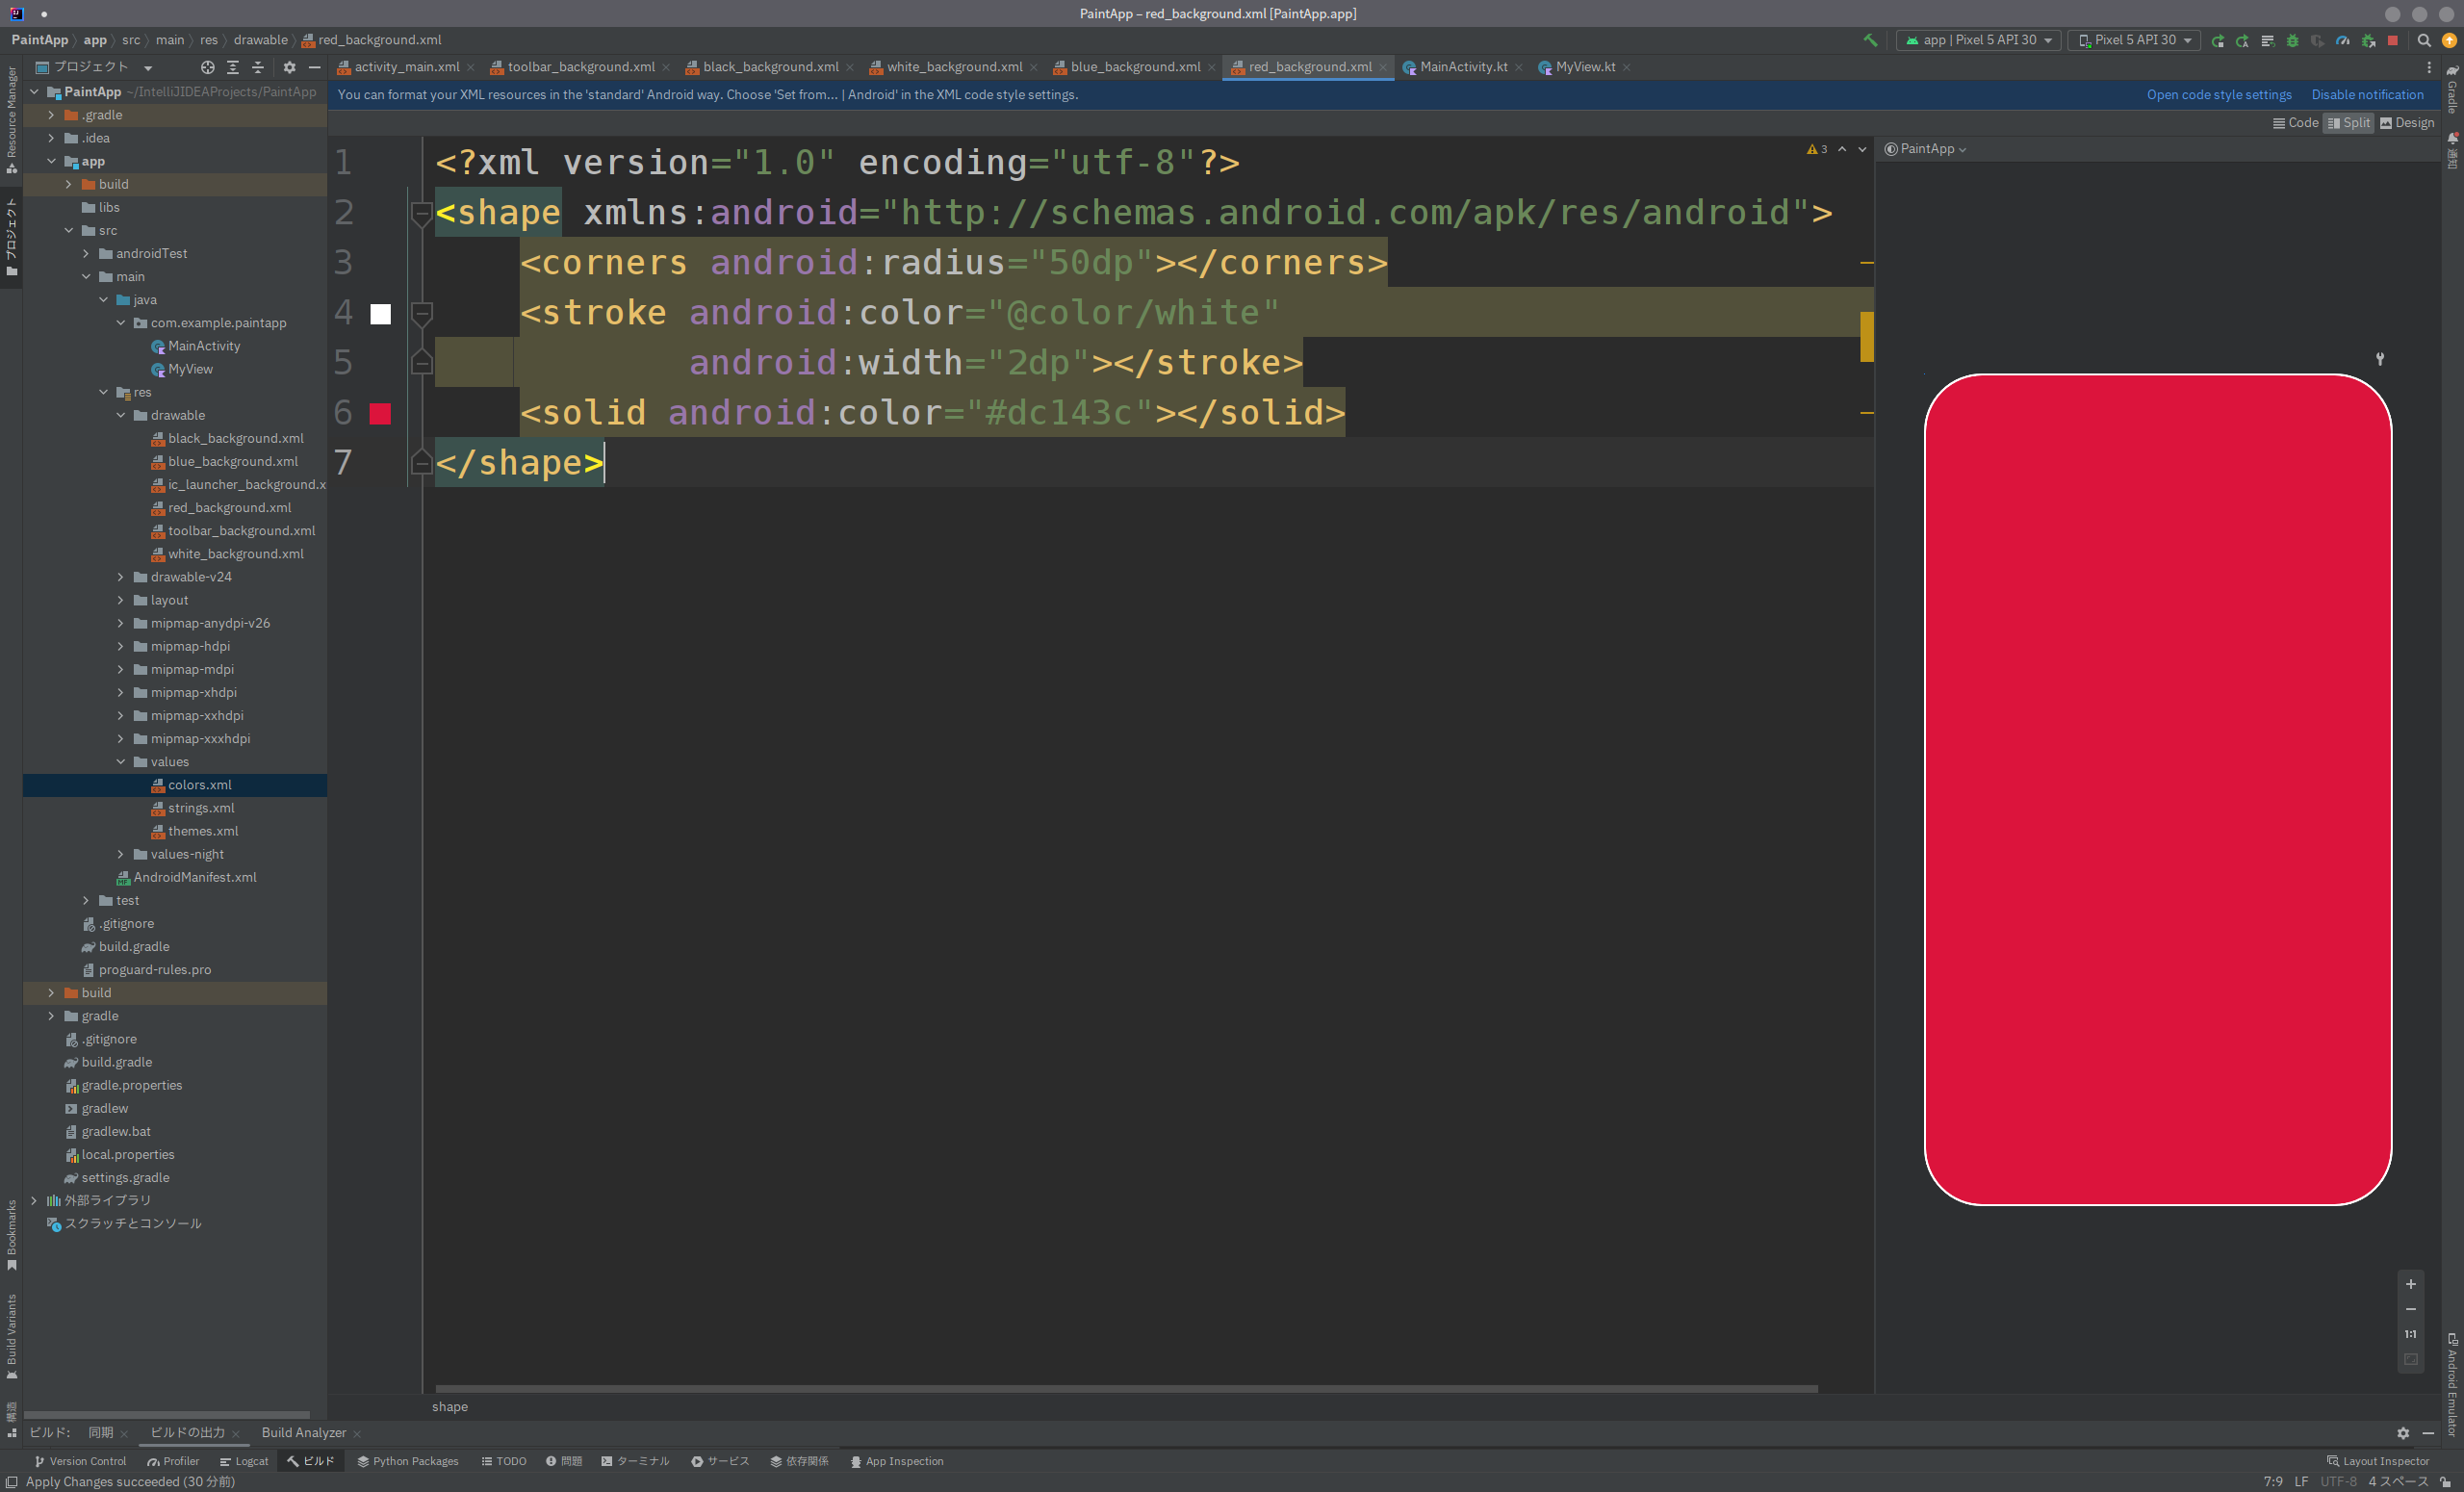 PaintApp – red_background.xml [PaintApp.app]
PaintApp app src main res drawable red_background.xml
app | Pixel 5 API 30
Pixel 5 API 30
プロジェクト
activity_main.xml
toolbar_background.xml
black_background.xml
white_background.xml
blue_background.xml
red_background.xml
MainActivity.kt
MyView.kt
You can format your XML resources in the 'standard' Android way. Choose 'Set from... | Android' in the XML code style settings.
Open code style settings
Disable notification
Code
Split
Design
PaintApp
3
Resource Manager
プロジェクト
Bookmarks
Build Variants
構造
PaintApp ~/IntelliJIDEAProjects/PaintApp
.gradle
.idea
app
build
libs
src
androidTest
main
java
com.example.paintapp
MainActivity
MyView
res
drawable
black_background.xml
blue_background.xml
ic_launcher_background.x
red_background.xml
toolbar_background.xml
white_background.xml
drawable-v24
layout
mipmap-anydpi-v26
mipmap-hdpi
mipmap-mdpi
mipmap-xhdpi
mipmap-xxhdpi
mipmap-xxxhdpi
values
colors.xml
strings.xml
themes.xml
values-night
AndroidManifest.xml
test
.gitignore
build.gradle
proguard-rules.pro
build
gradle
.gitignore
build.gradle
gradle.properties
gradlew
gradlew.bat
local.properties
settings.gradle
外部ライブラリ
スクラッチとコンソール
1 <?xml version="1.0" encoding="utf-8"?>
2 <shape xmlns:android="http://schemas.android.com/apk/res/android">
3 <corners android:radius="50dp"></corners>
4 <stroke android:color="@color/white"
5 android:width="2dp"></stroke>
6 <solid android:color="#dc143c"></solid>
7 </shape>
shape
Gradle
通知
1:1
Android Emulator
ビルド: 同期 ビルドの出力 Build Analyzer
Version Control Profiler Logcat ビルド Python Packages TODO 問題 ターミナル サービス 依存関係 App Inspection
Layout Inspector
Apply Changes succeeded (30 分前)
7:9 LF UTF-8 4 スペース